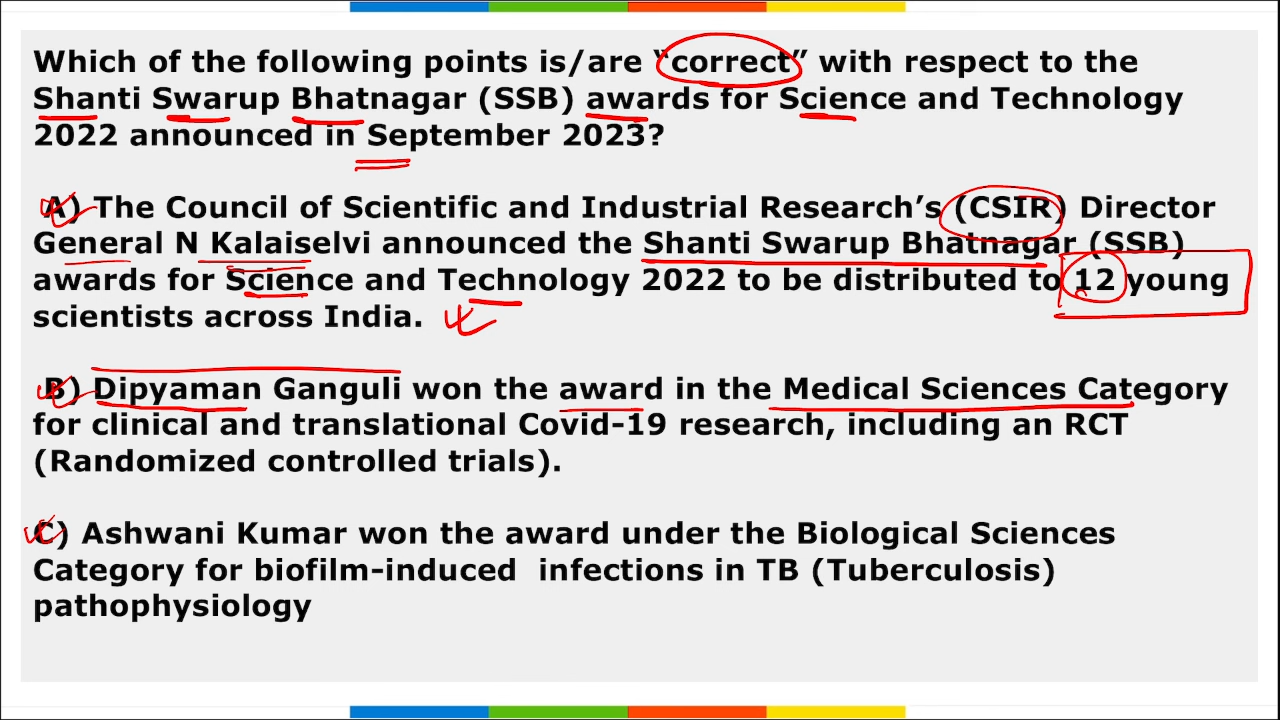 Which of the following points is/are “correct” with respect to the
Shanti Swarup Bhatnagar (SSB) awards for Science and Technology
2022 announced in September 2023?
A) The Council of Scientific and Industrial Research’s (CSIR) Director
General N Kalaiselvi announced the Shanti Swarup Bhatnagar (SSB)
awards for Science and Technology 2022 to be distributed to 12 young
scientists across India.
B) Dipyaman Ganguli won the award in the Medical Sciences Category
for clinical and translational Covid-19 research, including an RCT
(Randomized controlled trials).
C) Ashwani Kumar won the award under the Biological Sciences
Category for biofilm-induced infections in TB (Tuberculosis)
pathophysiology